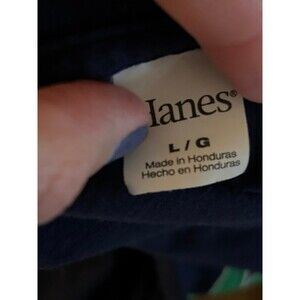 Hanes®
L / G
Made in Honduras
Hecho en Honduras